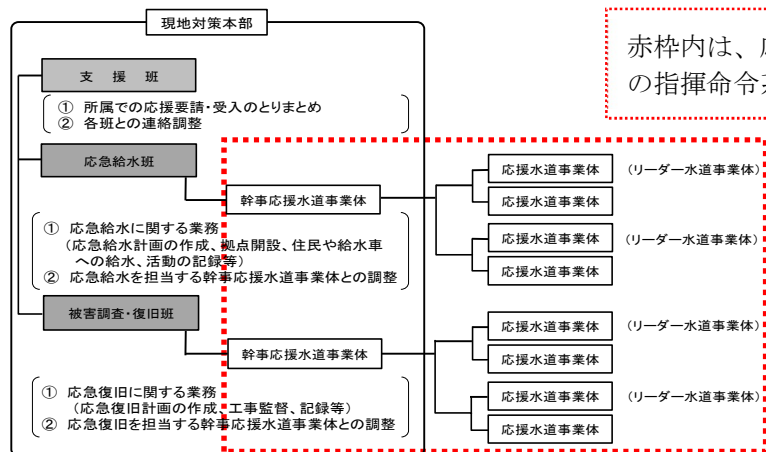 現地対策本部
赤枠内は、
の指揮命令
支 援 班
① 所属での応援要請・受入のとりまとめ
② 各班との連絡調整
応急給水班
幹事応援水道事業体
応援水道事業体 (リーダー水道事業体)
応援水道事業体
応援水道事業体 (リーダー水道事業体)
応援水道事業体
① 応急給水に関する業務
(応急給水計画の作成、拠点開設、住民や給水車
への給水、活動の記録等)
② 応急給水を担当する幹事応援水道事業体との調整
被害調査・復旧班
幹事応援水道事業体
応援水道事業体 (リーダー水道事業体)
応援水道事業体
応援水道事業体 (リーダー水道事業体)
応援水道事業体
① 応急復旧に関する業務
(応急復旧計画の作成、工事監督、記録等)
② 応急復旧を担当する幹事応援水道事業体との調整